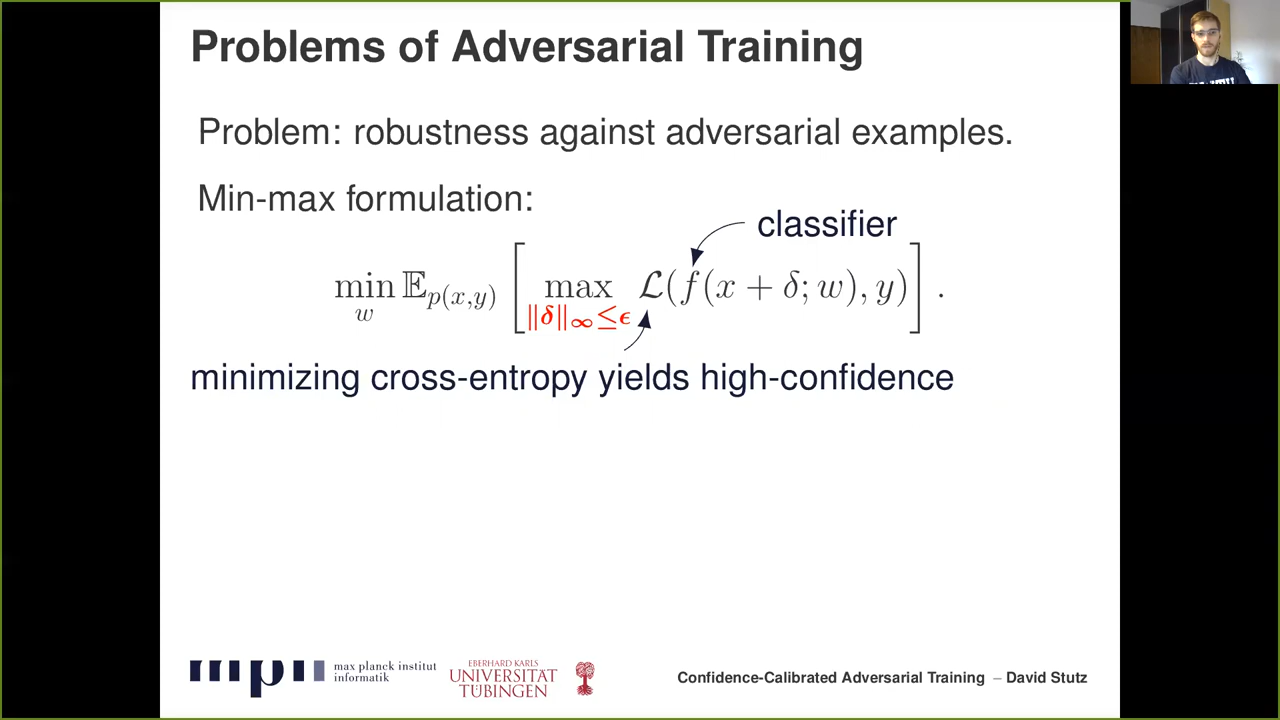 Problems of Adversarial Training
Problem: robustness against adversarial examples.
Min-max formulation:
classifier
min_w 𝔼_{p(x,y)} [ max_{‖δ‖_∞≤ϵ} ℒ(f(x + δ; w), y) ] .
minimizing cross-entropy yields high-confidence
max planck institut
informatik
EBERHARD KARLS
UNIVERSITÄT
TÜBINGEN
Confidence-Calibrated Adversarial Training – David Stutz